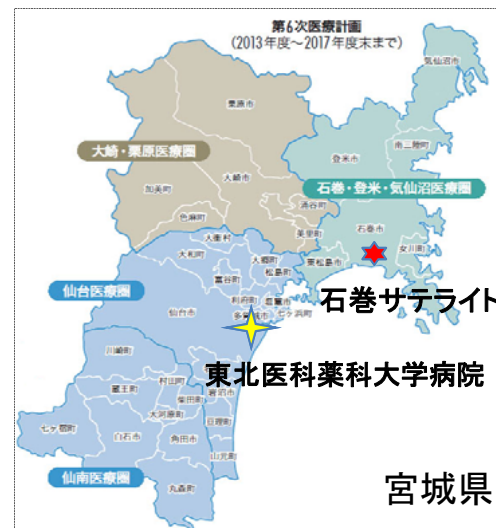 第6次医療計画
(2013年度～2017年度末まで)
気仙沼市
栗原市
南三陸町
登米市
大崎・栗原医療圏
大崎市
石巻・登米・気仙沼医療圏
加美町
涌谷町
色麻町
美里町
石巻市
大衡村
女川町
大和町
大郷町
東松島市
松島町
富谷町
仙台医療圏
利府町
塩竈市
石巻サテライト
仙台市
多賀城市
七ヶ浜町
川崎町
東北医科薬科大学病院
村田町
岩沼市
蔵王町
柴田町
大河原町
亘理町
七ヶ宿町
白石市
角田市
山元町
仙南医療圏
丸森町
宮城県